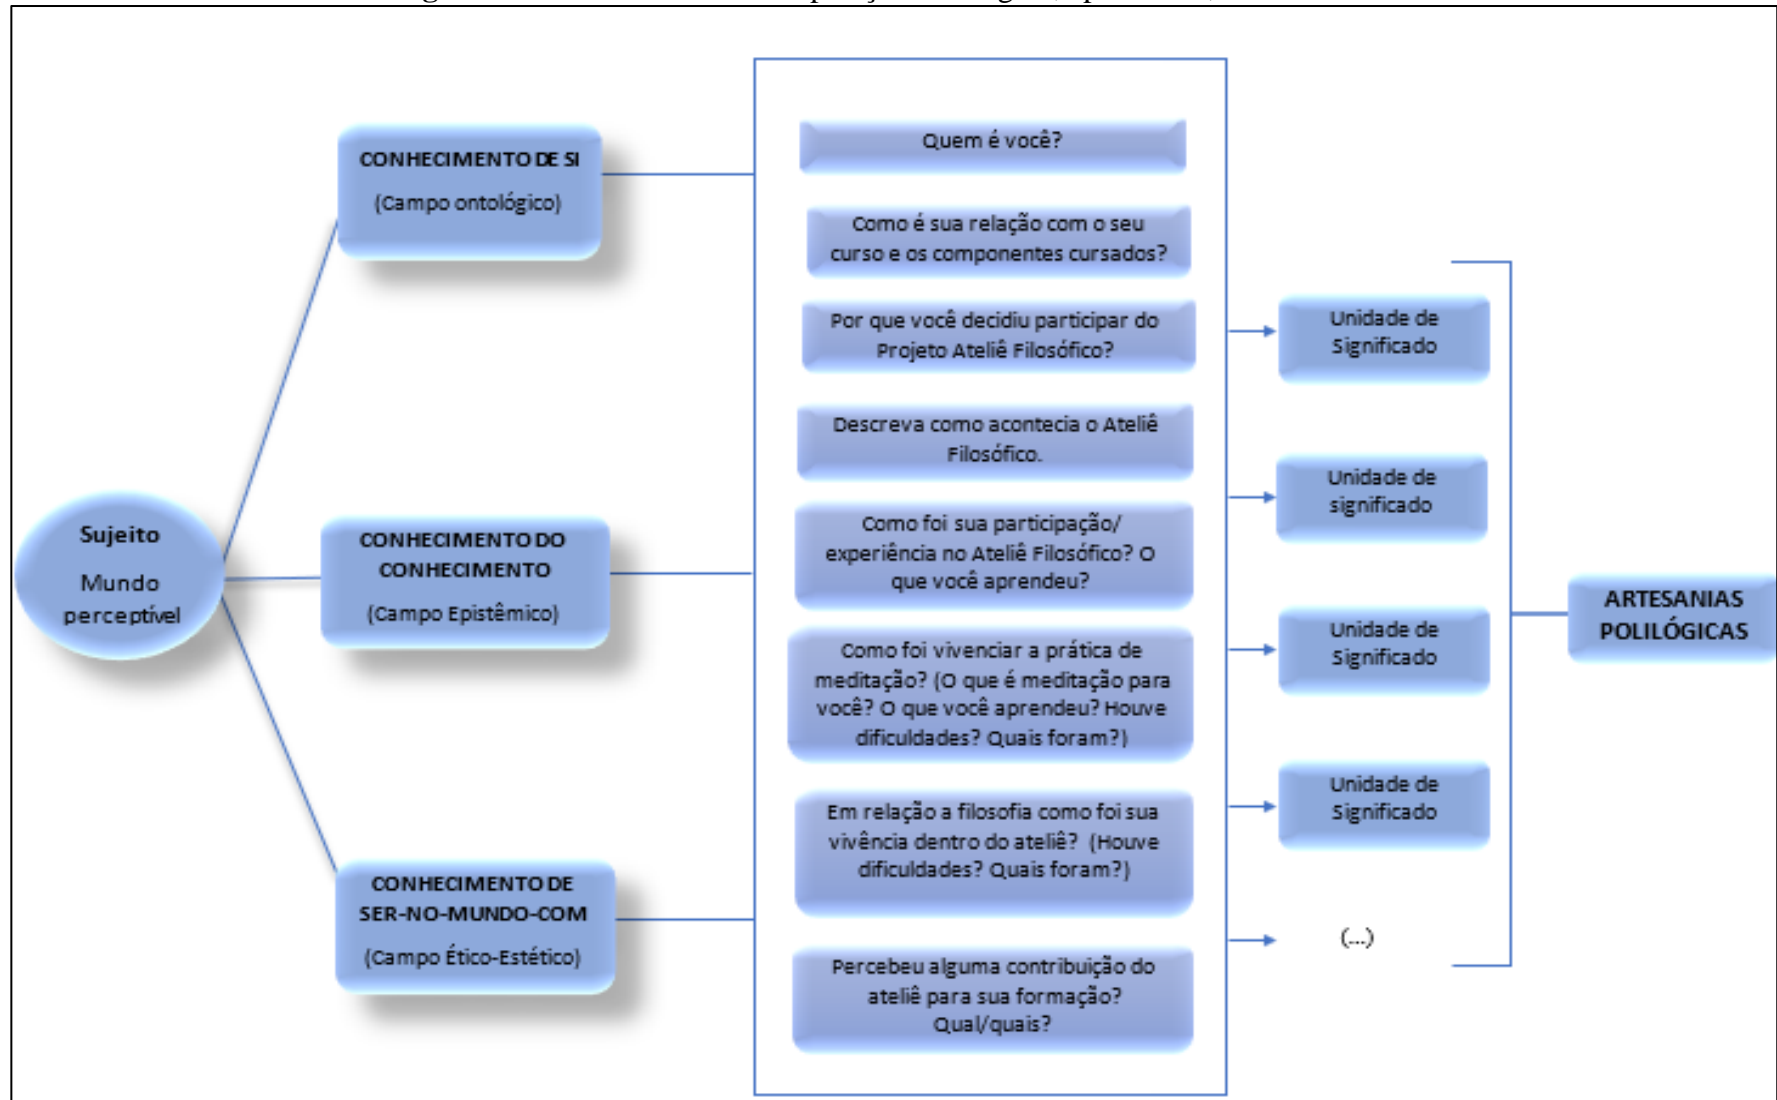 Sujeito
Mundo
perceptível
CONHECIMENTO DE SI
(Campo ontológico)
CONHECIMENTO DO
CONHECIMENTO
(Campo Epistêmico)
CONHECIMENTO DE
SER-NO-MUNDO-COM
(Campo Ético-Estético)
Quem é você?
Como é sua relação com o seu
curso e os componentes cursados?
Por que você decidiu participar do
Projeto Ateliê Filosófico?
Descreva como acontecia o Ateliê
Filosófico.
Como foi sua participação/
experiência no Ateliê Filosófico? O
que você aprendeu?
Como foi vivenciar a prática de
meditação? (O que é meditação para
você? O que você aprendeu? Houve
dificuldades? Quais foram?)
Em relação a filosofia como foi sua
vivência dentro do ateliê? (Houve
dificuldades? Quais foram?)
Percebeu alguma contribuição do
ateliê para sua formação?
Qual/quais?
Unidade de
Significado
Unidade de
significado
Unidade de
Significado
Unidade de
Significado
(...)
ARTESANIAS
POLILÓGICAS